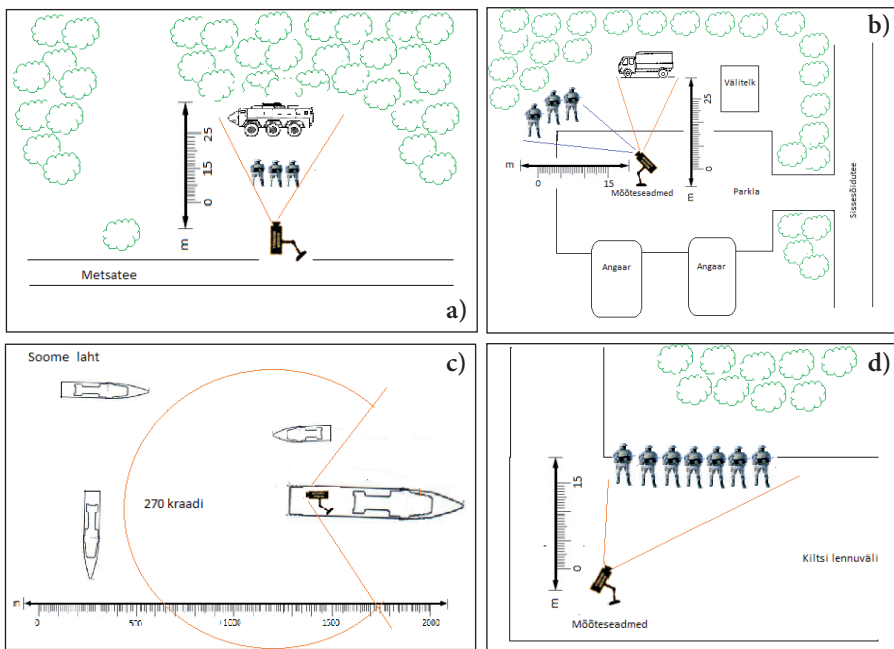 25
15
0
m
Metsatee
a)
b)
Välitelk
25
0
m
m
0
15
Mõõteseadmed
Parkla
Sissesõidutee
Angaar
Angaar
c)
Soome laht
270 kraadi
m
0
500
1000
1500
2000
d)
15
0
m
Kiltsi lennuväli
Mõõteseadmed